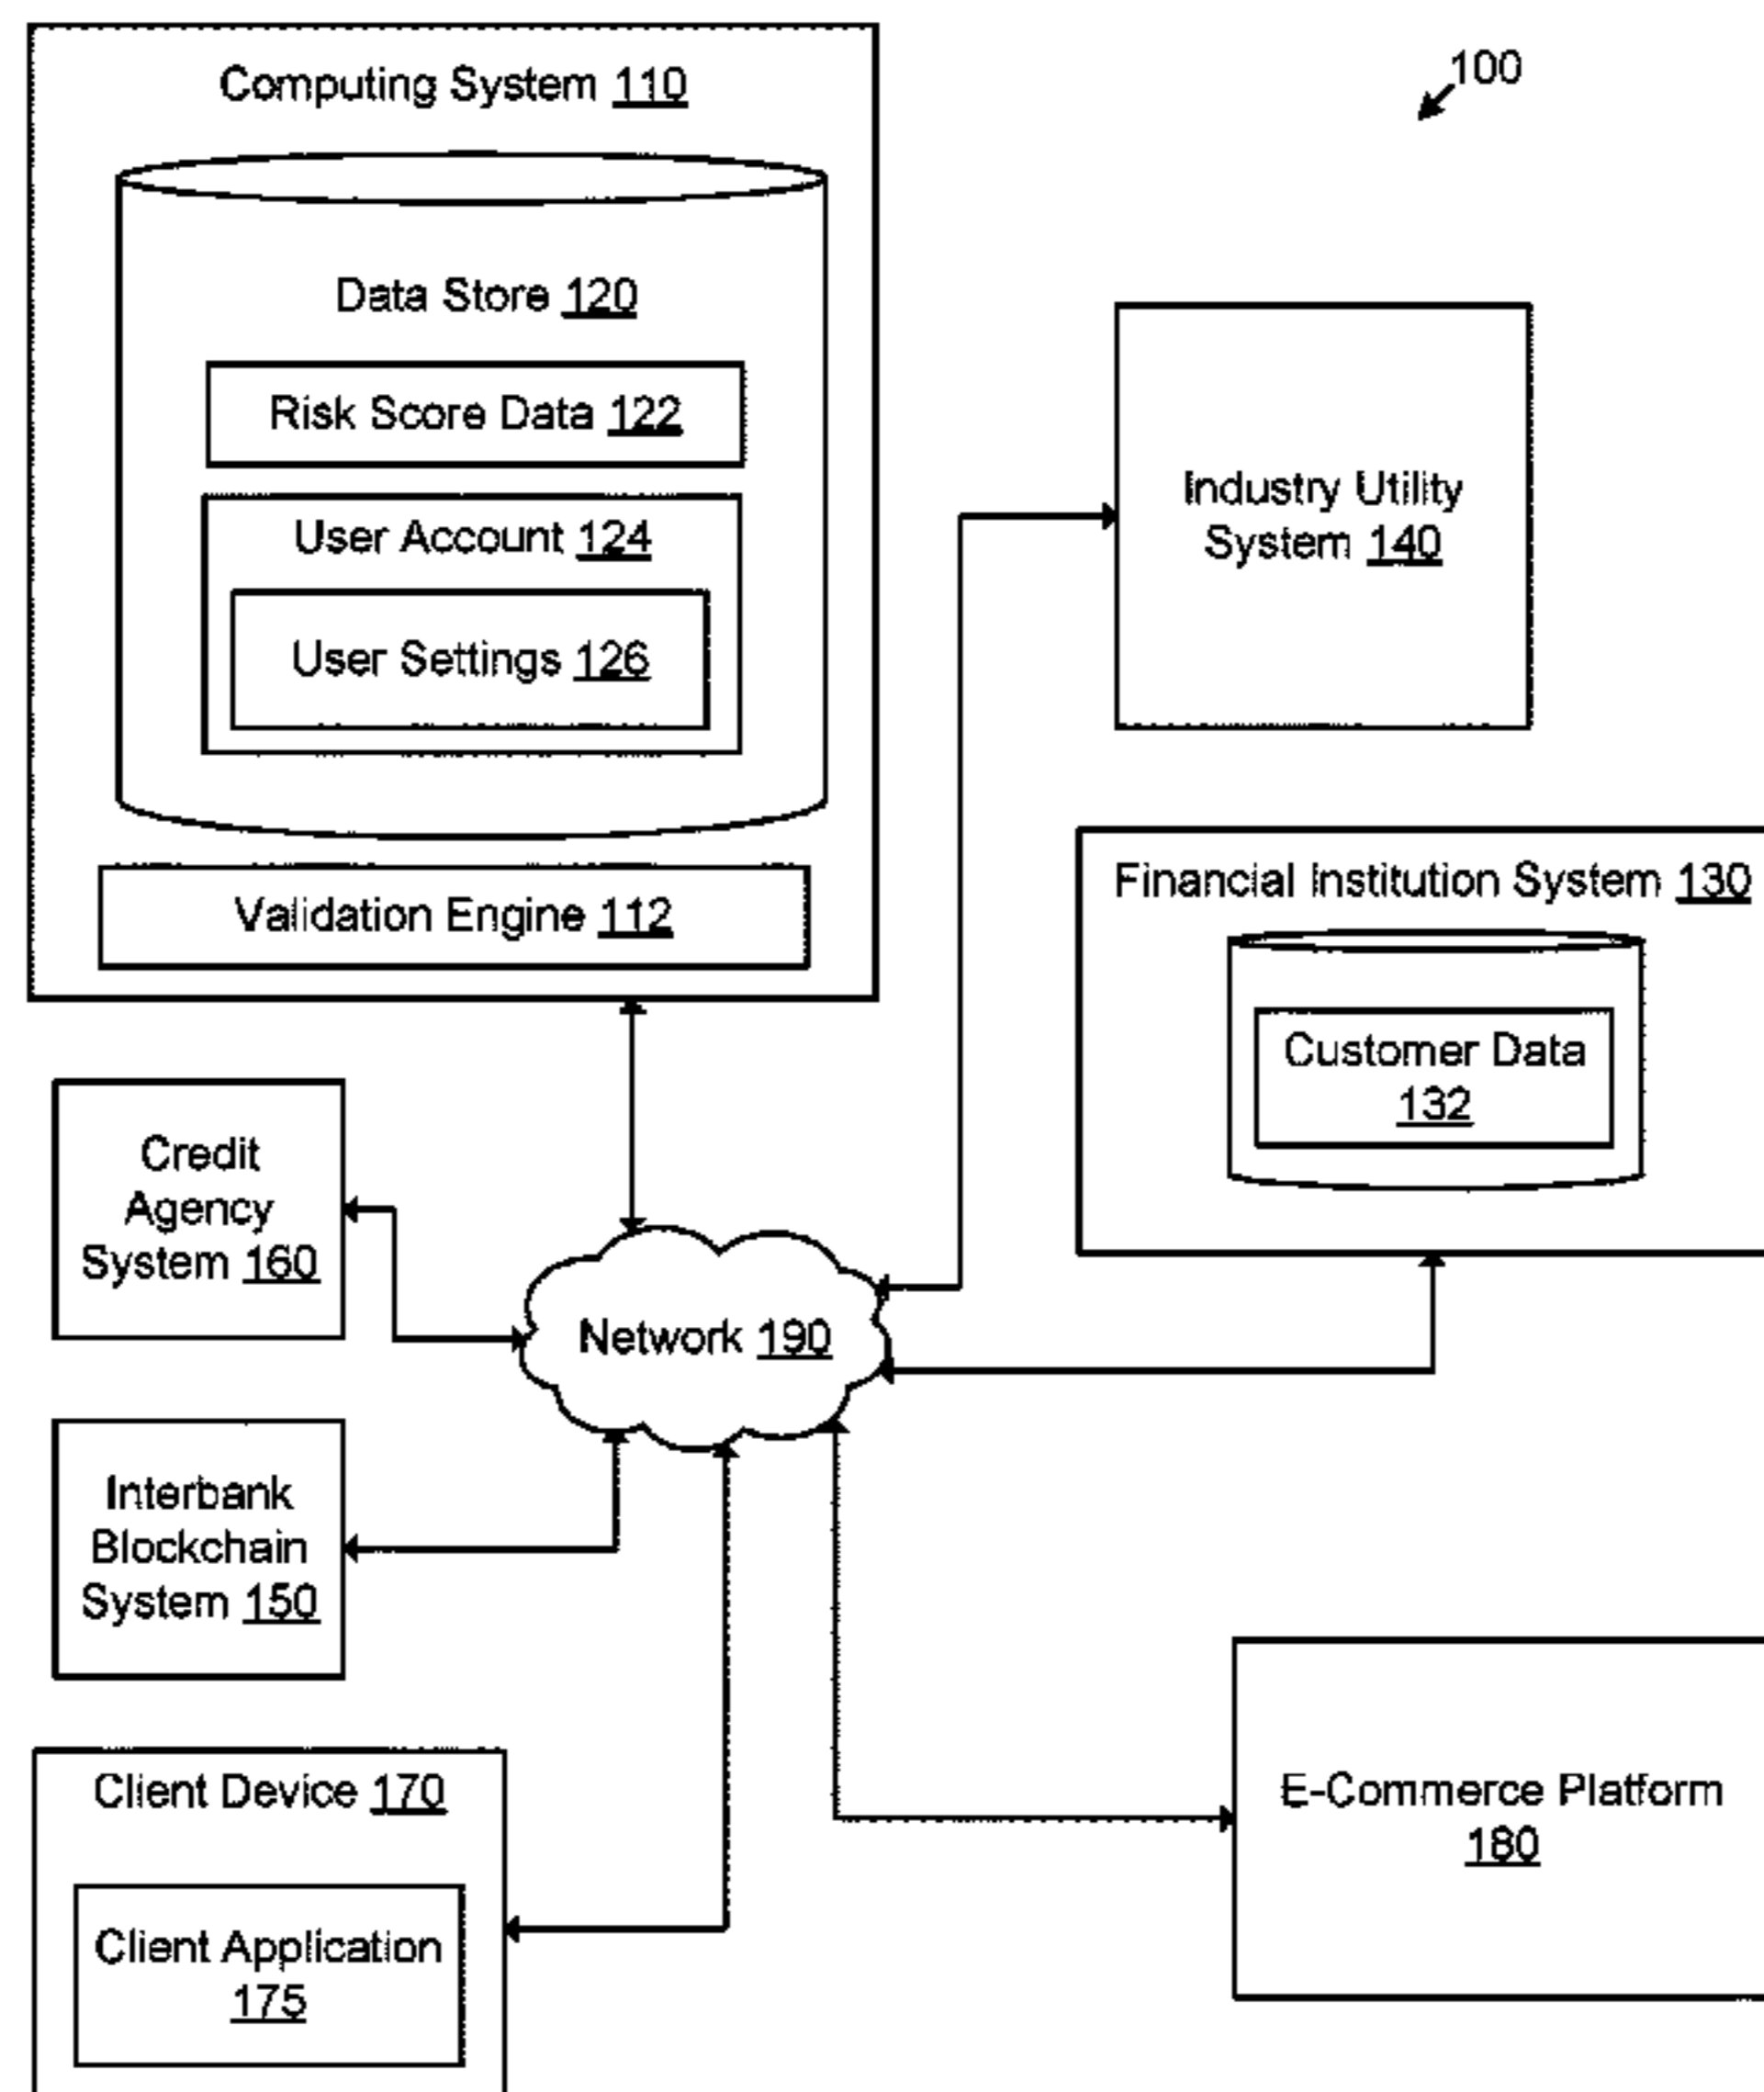 Computing System 110
100
Data Store 120
Risk Score Data 122
User Account 124
User Settings 126
Validation Engine 112
Industry Utility
System 140
Financial Institution System 130
Customer Data
132
Credit
Agency
System 160
Network 190
Interbank
Blockchain
System 150
Client Device 170
Client Application
175
E-Commerce Platform
180